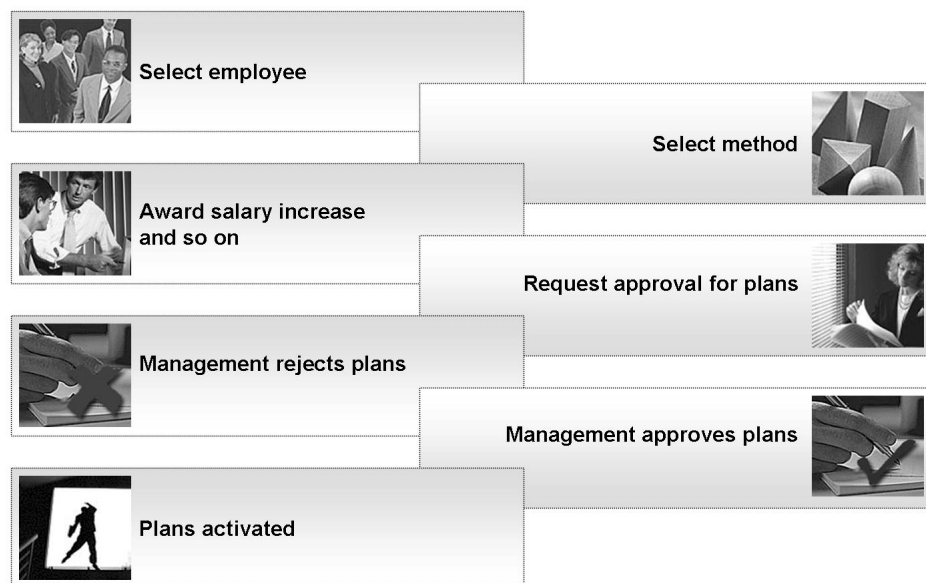 Select employee
Select method
Award salary increase
and so on
Request approval for plans
Management rejects plans
Management approves plans
Plans activated